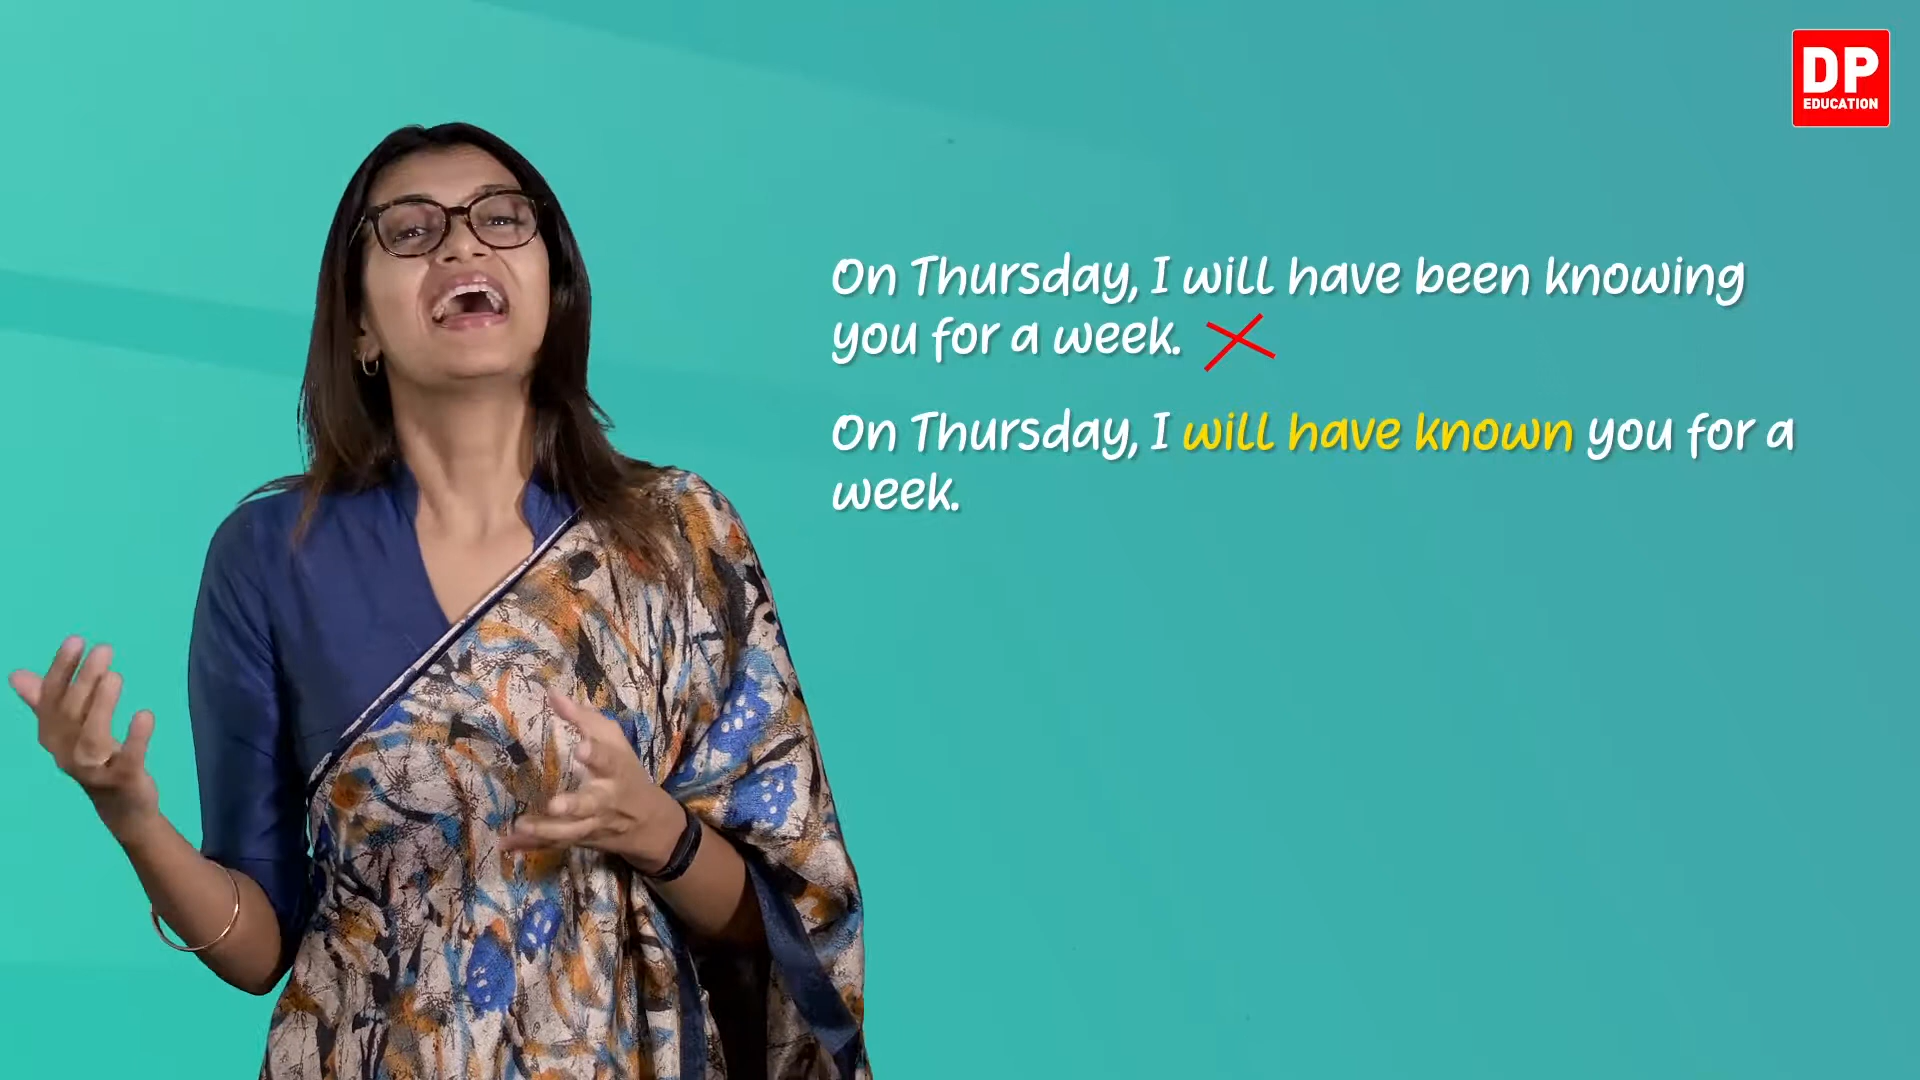 DP
EDUCATION
On Thursday, I will have been knowing
you for a week.
On Thursday, I will have known you for a
week.